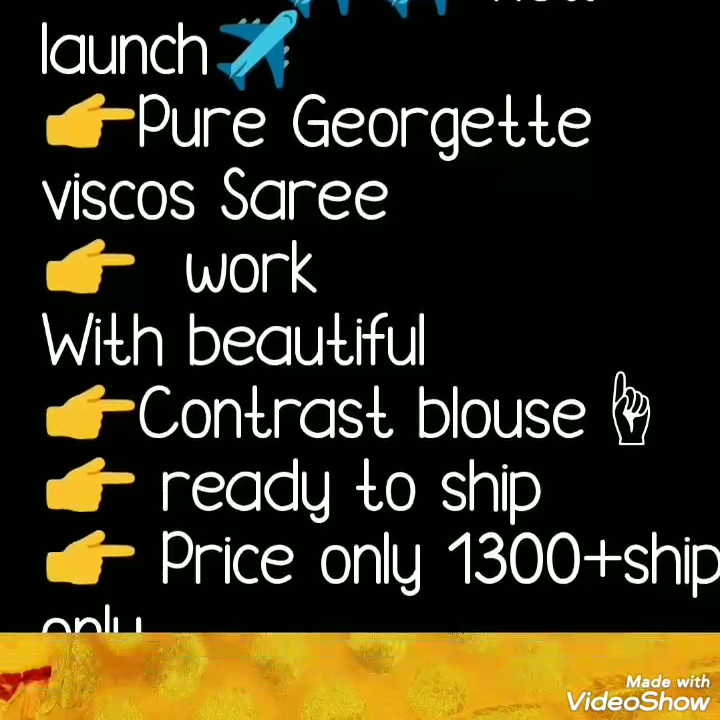 launch✈️
👉Pure Georgette
viscos Saree
👉 work
With beautiful
👉Contrast blouse ☝
👉 ready to ship
👉 Price only 1300+ship
only
Made with
VideoShow